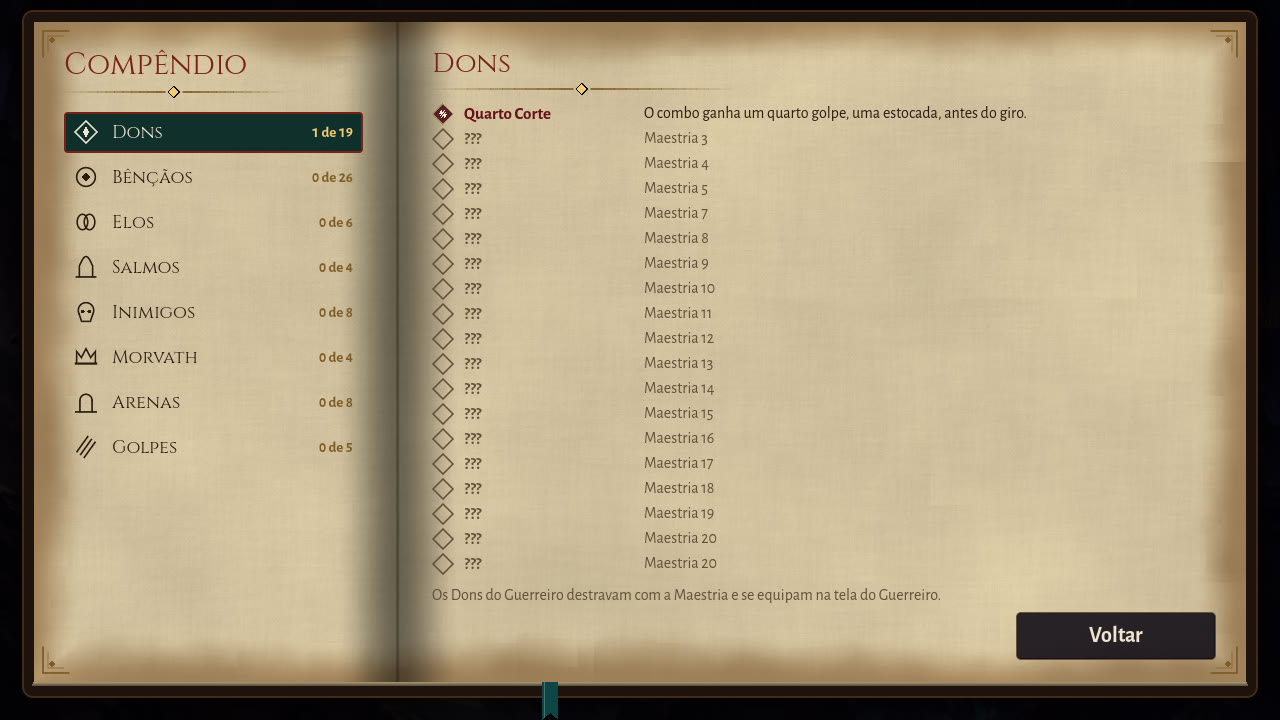 Compêndio
Dons 1 de 19
Bênçãos 0 de 26
Elos 0 de 6
Salmos 0 de 4
Inimigos 0 de 8
Morvath 0 de 4
Arenas 0 de 8
Golpes 0 de 5
Dons
Quarto Corte O combo ganha um quarto golpe, uma estocada, antes do giro.
??? Maestria 3
??? Maestria 4
??? Maestria 5
??? Maestria 7
??? Maestria 8
??? Maestria 9
??? Maestria 10
??? Maestria 11
??? Maestria 12
??? Maestria 13
??? Maestria 14
??? Maestria 15
??? Maestria 16
??? Maestria 17
??? Maestria 18
??? Maestria 19
??? Maestria 20
??? Maestria 20
Os Dons do Guerreiro destravam com a Maestria e se equipam na tela do Guerreiro.
Voltar